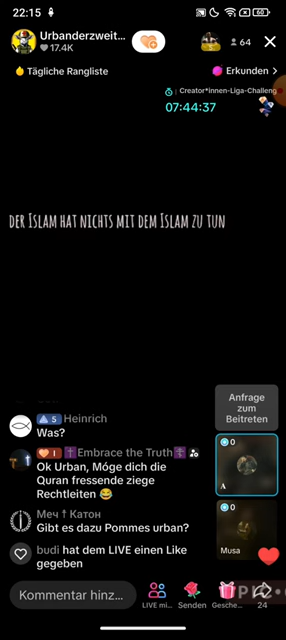 22:15
60
Urbanderzweit...
17.4K
64
Tägliche Rangliste
Erkunden >
Creator*innen-Liga-Challeng
07:44:37
DER ISLAM HAT NICHTS MIT DEM ISLAM ZU TUN
Anfrage
zum
Beitreten
5 Heinrich
Was?
0
A
1 Embrace the Truth
Ok Urban, Möge dich die
Quran fressende ziege
Rechtleiten 😂
0
Musa
Меч † Катон
Gibt es dazu Pommes urban?
budi hat dem LIVE einen Like
gegeben
Kommentar hinz...
LIVE mi...
Senden
Gesche...
24